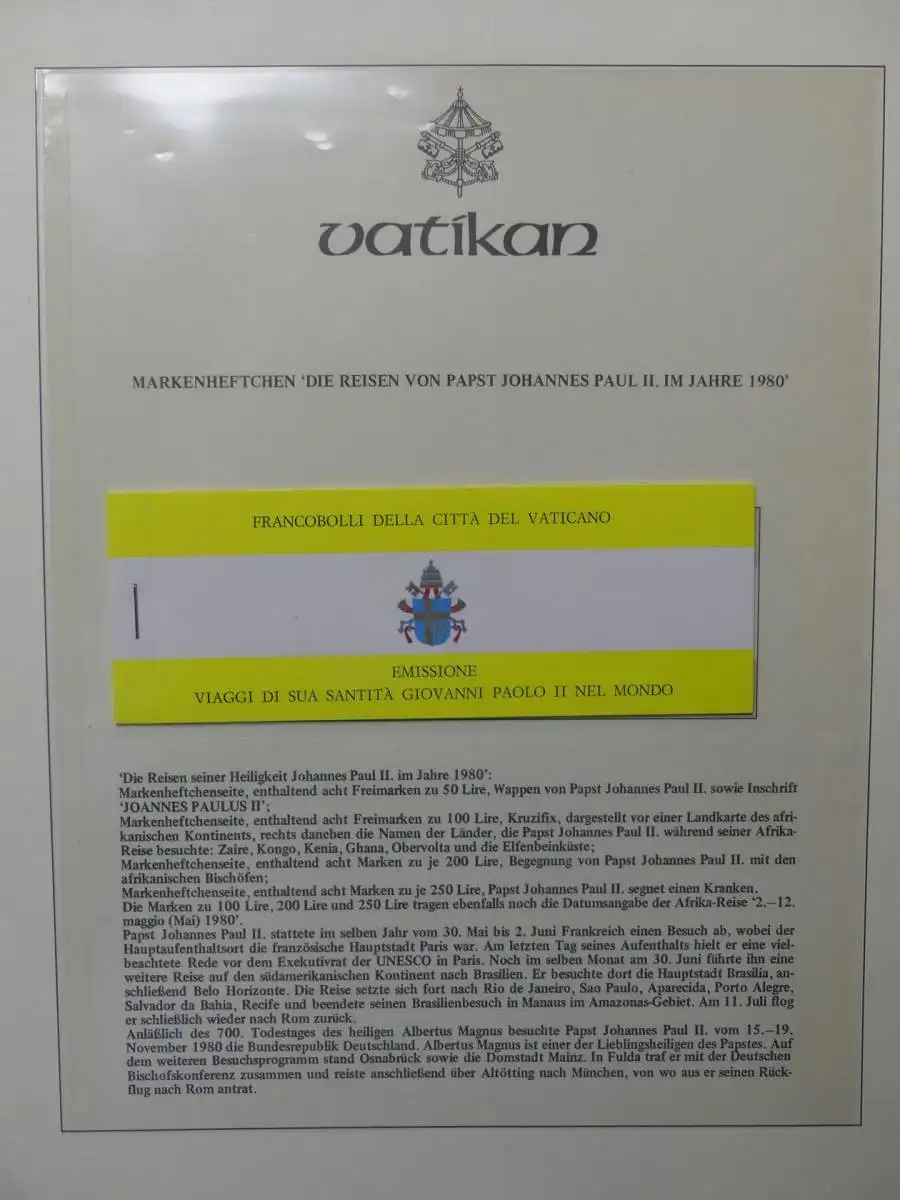 vatikan
MARKENHEFTCHEN 'DIE REISEN VON PAPST JOHANNES PAUL II. IM JAHRE 1980'
FRANCOBOLLI DELLA CITTÀ DEL VATICANO
EMISSIONE
VIAGGI DI SUA SANTITÀ GIOVANNI PAOLO II NEL MONDO
'Die Reisen seiner Heiligkeit Johannes Paul II. im Jahre 1980':
Markenheftchenseite, enthaltend acht Freimarken zu 50 Lire, Wappen von Papst Johannes Paul II. sowie Inschrift
'JOANNES PAULUS II';
Markenheftchenseite, enthaltend acht Freimarken zu 100 Lire, Kruzifix, dargestellt vor einer Landkarte des afri-
kanischen Kontinents, rechts daneben die Namen der Länder, die Papst Johannes Paul II. während seiner Afrika-
Reise besuchte: Zaire, Kongo, Kenia, Ghana, Obervolta und die Elfenbeinküste;
Markenheftchenseite, enthaltend acht Marken zu je 200 Lire, Begegnung von Papst Johannes Paul II. mit den
afrikanischen Bischöfen;
Markenheftchenseite, enthaltend acht Marken zu je 250 Lire, Papst Johannes Paul II. segnet einen Kranken.
Die Marken zu 100 Lire, 200 Lire und 250 Lire tragen ebenfalls noch die Datumsangabe der Afrika-Reise '2.—12.
maggio (Mai) 1980'.
Papst Johannes Paul II. stattete im selben Jahr vom 30. Mai bis 2. Juni Frankreich einen Besuch ab, wobei der
Hauptaufenthaltsort die französische Hauptstadt Paris war. Am letzten Tag seines Aufenthalts hielt er eine viel-
beachtete Rede vor dem Exekutivrat der UNESCO in Paris. Noch im selben Monat am 30. Juni führte ihn eine
weitere Reise auf den südamerikanischen Kontinent nach Brasilien. Er besuchte dort die Hauptstadt Brasilia, an-
schließend Belo Horizonte. Die Reise setzte sich fort nach Rio de Janeiro, Sao Paulo, Aparecida, Porto Alegre,
Salvador da Bahia, Recife und beendete seinen Brasilienbesuch in Manaus im Amazonas-Gebiet. Am 11. Juli flog
er schließlich wieder nach Rom zurück.
Anläßlich des 700. Todestages des heiligen Albertus Magnus besuchte Papst Johannes Paul II. vom 15.—19.
November 1980 die Bundesrepublik Deutschland. Albertus Magnus ist einer der Lieblingsheiligen des Papstes. Auf
dem weiteren Besuchsprogramm stand Osnabrück sowie die Domstadt Mainz. In Fulda traf er mit der Deutschen
Bischofskonferenz zusammen und reiste anschließend über Altötting nach München, von wo aus er seinen Rück-
flug nach Rom antrat.